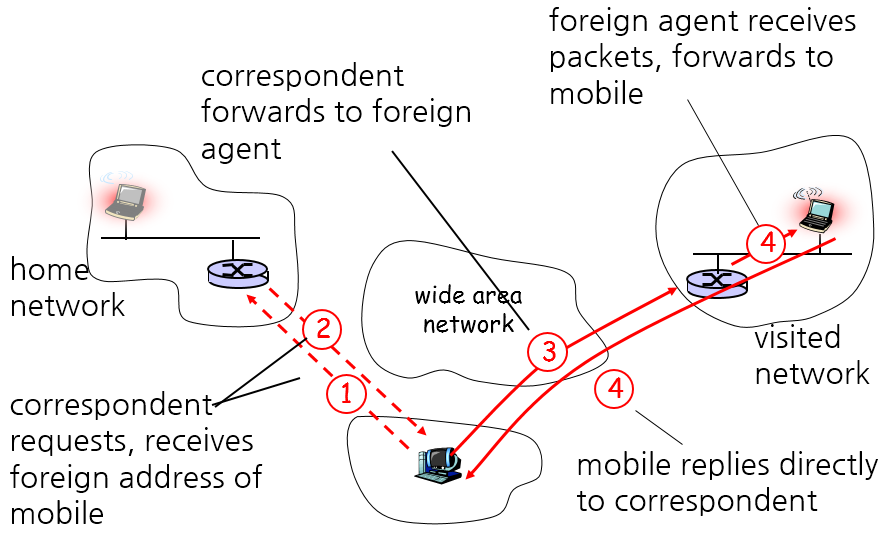 foreign agent receives
packets, forwards to
mobile
correspondent
forwards to foreign
agent
home
network
wide area
network
visited
network
1
2
3
4
4
correspondent
requests, receives
foreign address of
mobile
mobile replies directly
to correspondent